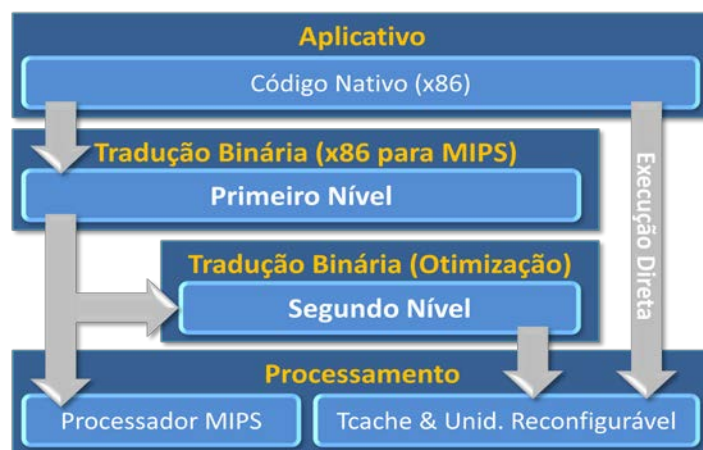 Aplicativo
Código Nativo (x86)
Tradução Binária (x86 para MIPS)
Primeiro Nível
Execução Direta
Tradução Binária (Otimização)
Segundo Nível
Processamento
Processador MIPS
Tcache & Unid. Reconfigurável